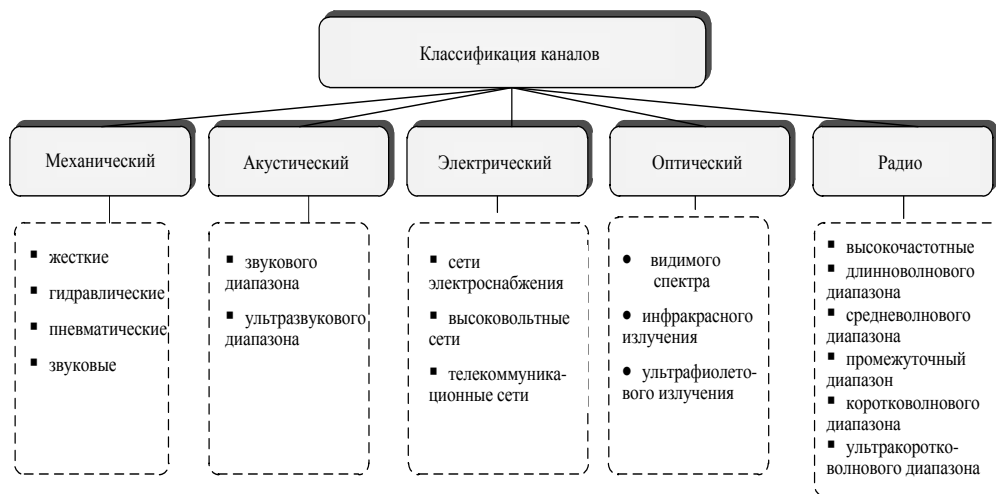 Классификация каналов
Механический
Акустический
Электрический
Оптический
Радио
▪ жесткие
▪ гидравлические
▪ пневматические
▪ звуковые
▪ звукового
диапазона
▪ ультразвукового
диапазона
▪ сети
электроснабжения
▪ высоковольтные
сети
▪ телекоммуника-
ционные сети
● видимого
спектра
● инфракрасного
излучения
● ультрафиолето-
вого излучения
▪ высокочастотные
▪ длинноволнового
диапазона
▪ средневолнового
диапазона
▪ промежуточный
диапазон
▪ коротковолнового
диапазона
▪ ультракоротко-
волнового диапазона